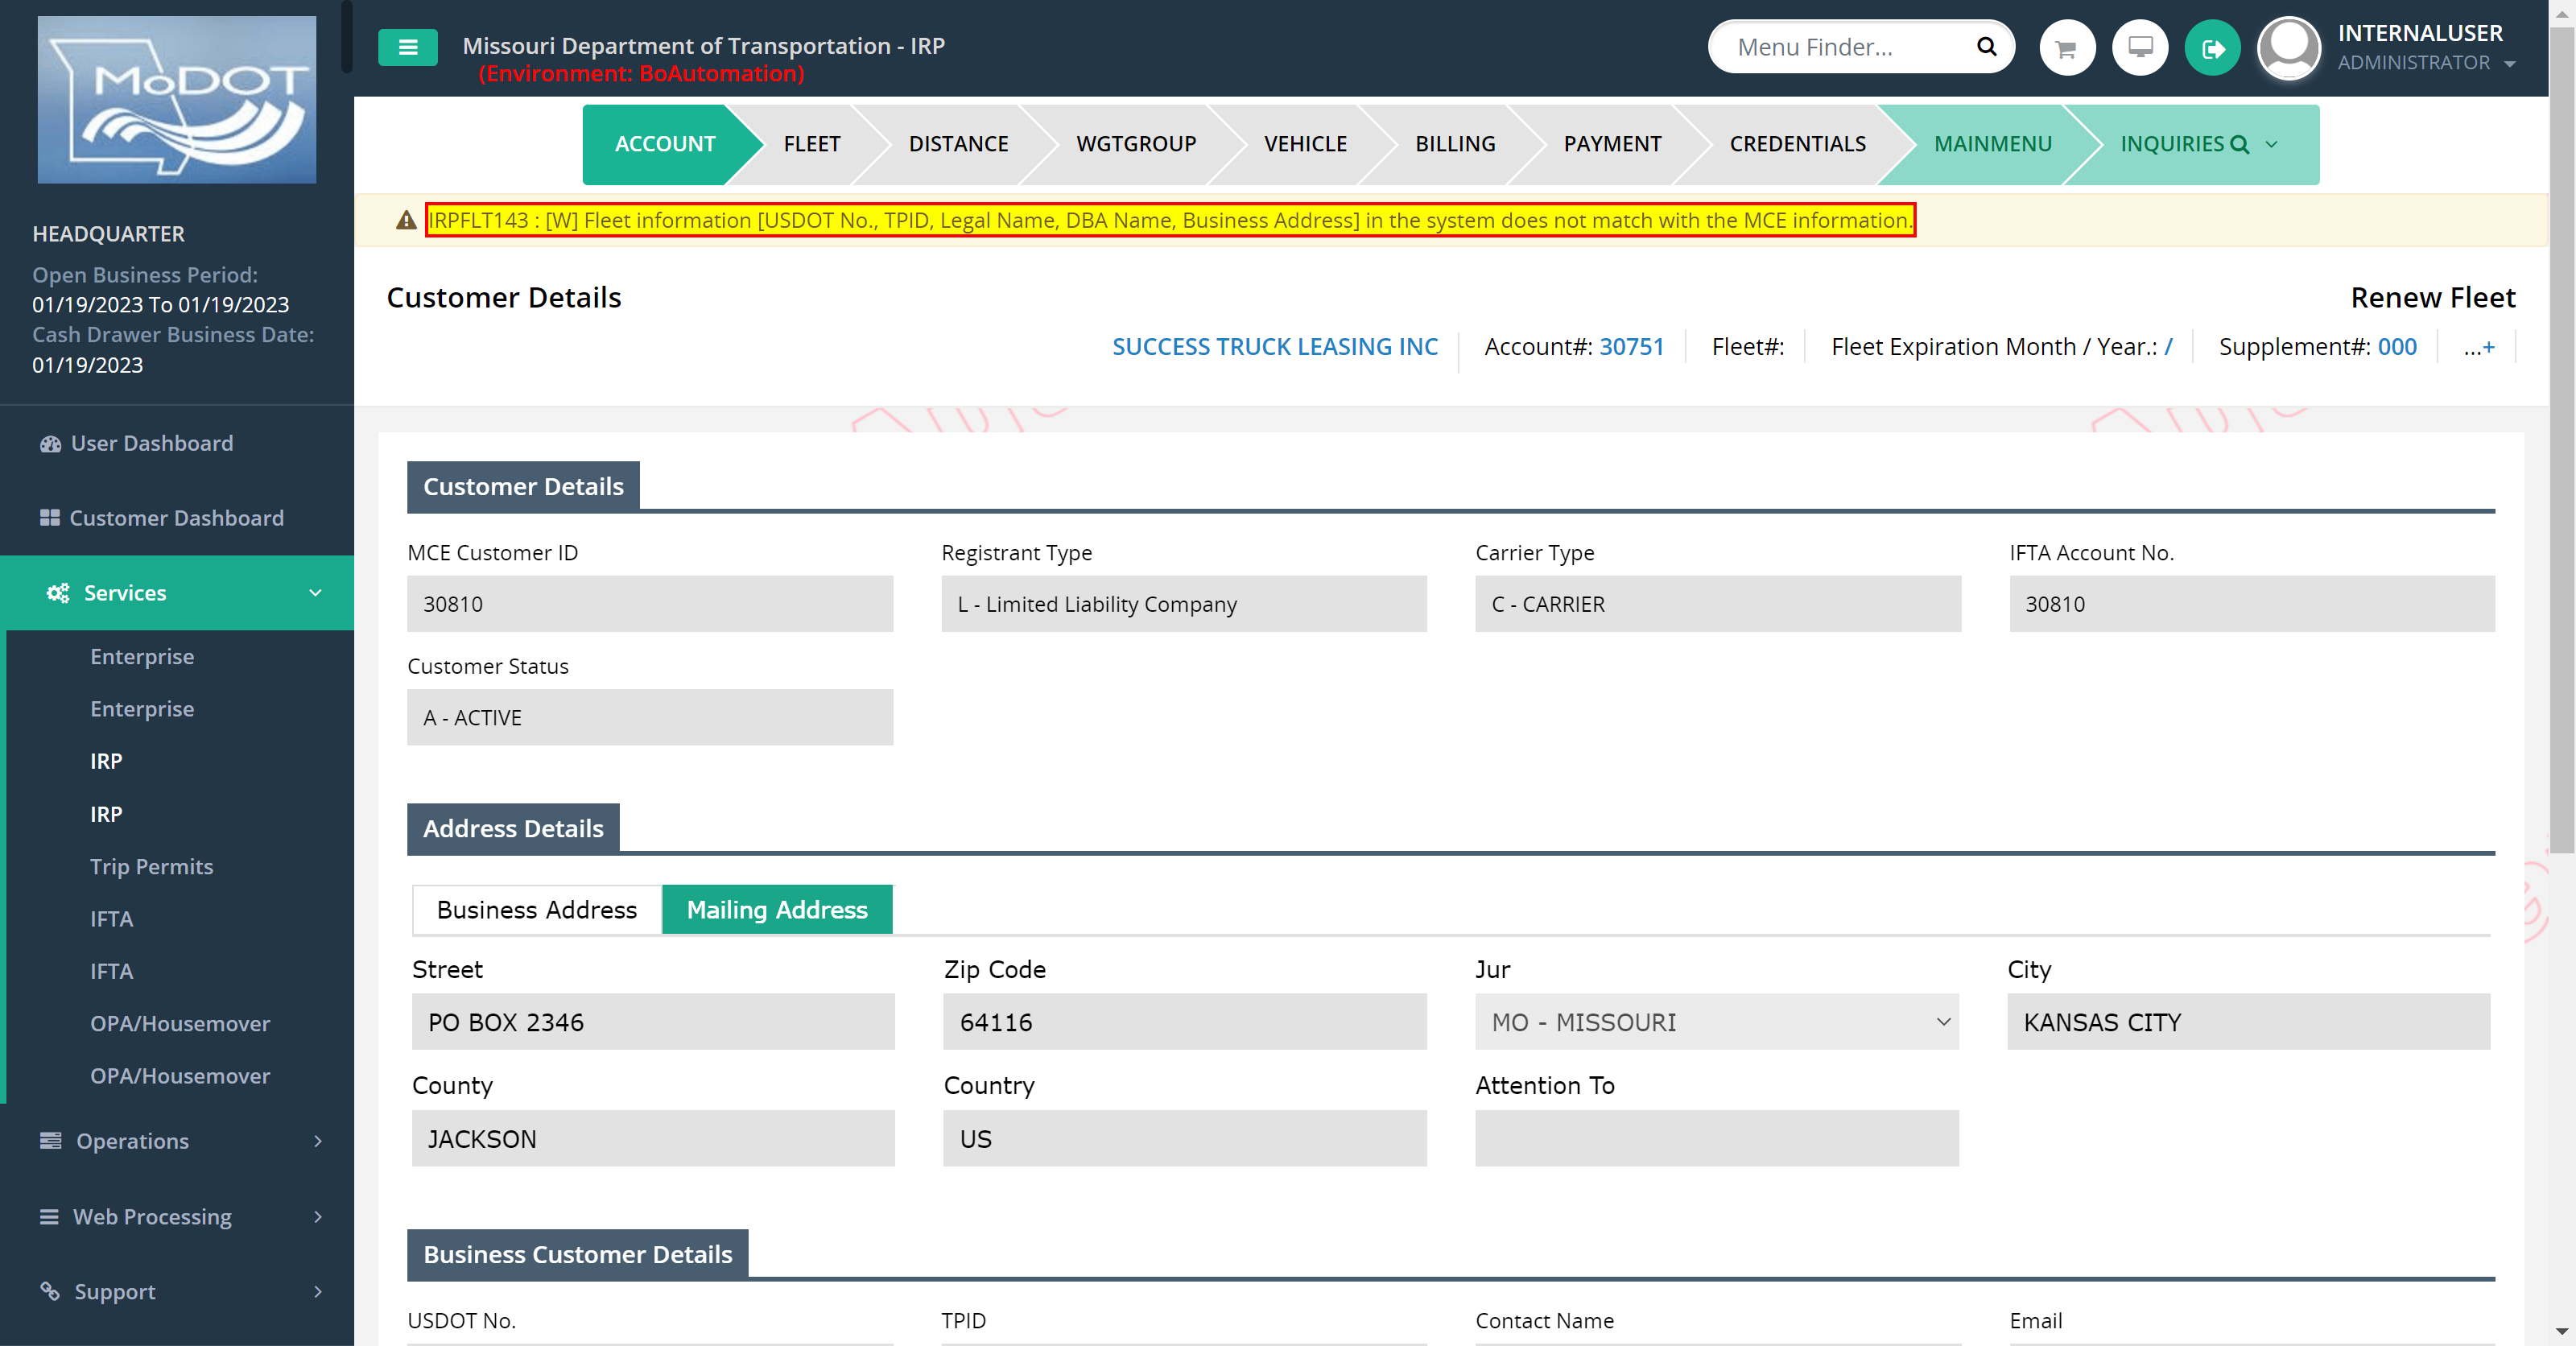 MoDOT
Missouri Department of Transportation - IRP
(Environment: BoAutomation)
Menu Finder...
INTERNALUSER
ADMINISTRATOR
HEADQUARTER
Open Business Period:
01/19/2023 To 01/19/2023
Cash Drawer Business Date:
01/19/2023
User Dashboard
Customer Dashboard
Services
Enterprise
Enterprise
IRP
IRP
Trip Permits
IFTA
IFTA
OPA/Housemover
OPA/Housemover
Operations
Web Processing
Support
ACCOUNT FLEET DISTANCE WGTGROUP VEHICLE BILLING PAYMENT CREDENTIALS MAINMENU INQUIRIES
IRPFLT143 : [W] Fleet information [USDOT No., TPID, Legal Name, DBA Name, Business Address] in the system does not match with the MCE information.
Customer Details Renew Fleet
SUCCESS TRUCK LEASING INC Account#: 30751 Fleet#: Fleet Expiration Month / Year.: / Supplement#: 000 ...+
Customer Details
MCE Customer ID Registrant Type Carrier Type IFTA Account No.
30810 L - Limited Liability Company C - CARRIER 30810
Customer Status
A - ACTIVE
Address Details
Business Address Mailing Address
Street Zip Code Jur City
PO BOX 2346 64116 MO - MISSOURI KANSAS CITY
County Country Attention To
JACKSON US
Business Customer Details
USDOT No. TPID Contact Name Email